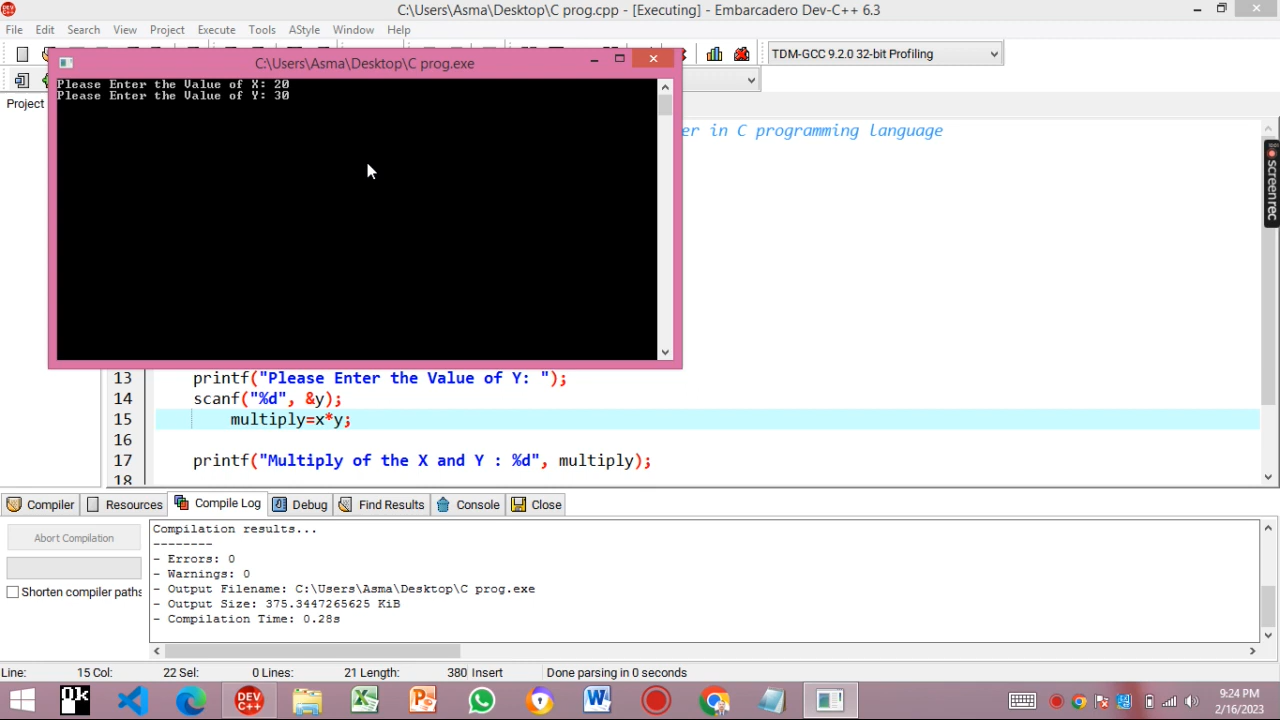 C:\Users\Asma\Desktop\C prog.cpp - [Executing] - Embarcadero Dev-C++ 6.3
File Edit Search View Project Execute Tools AStyle Window Help
TDM-GCC 9.2.0 32-bit Profiling
C:\Users\Asma\Desktop\C prog.exe
Please Enter the Value of X: 20
Please Enter the Value of Y: 30
Project
in C programming language
screenrec
13 printf("Please Enter the Value of Y: ");
14 scanf("%d", &y);
15 multiply=x*y;
16
17 printf("Multiply of the X and Y : %d", multiply);
18
Compiler Resources Compile Log Debug Find Results Console Close
Abort Compilation
Shorten compiler paths
Compilation results...
--------
- Errors: 0
- Warnings: 0
- Output Filename: C:\Users\Asma\Desktop\C prog.exe
- Output Size: 375.3447265625 KiB
- Compilation Time: 0.28s
Line: 15 Col: 22 Sel: 0 Lines: 21 Length: 380 Insert Done parsing in 0 seconds
Ok
DEV C++
9:24 PM
2/16/2023